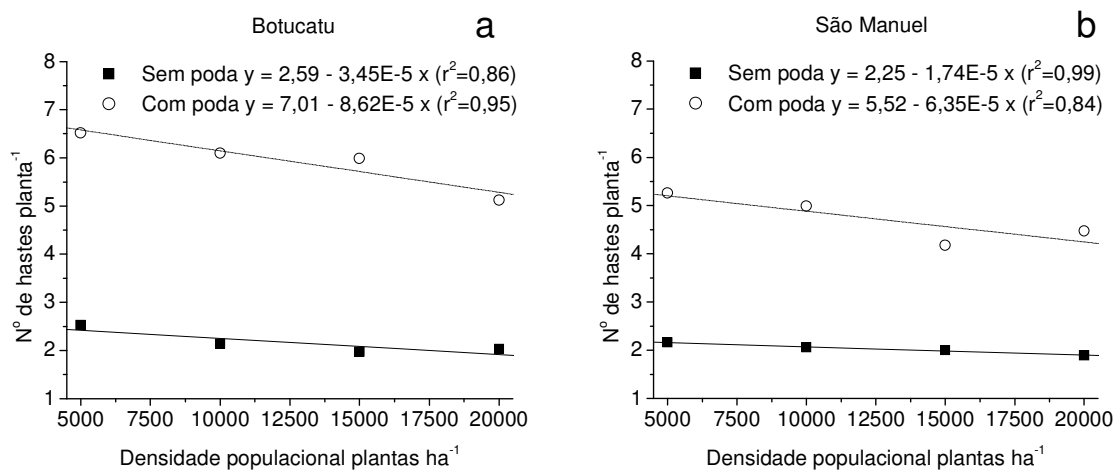 Botucatu
a
Sem poda y = 2,59 - 3,45E-5 x (r²=0,86)
Com poda y = 7,01 - 8,62E-5 x (r²=0,95)
8
7
6
5
4
3
2
1
Nº de hastes planta⁻¹
5000 7500 10000 12500 15000 17500 20000
Densidade populacional plantas ha⁻¹
São Manuel
b
Sem poda y = 2,25 - 1,74E-5 x (r²=0,99)
Com poda y = 5,52 - 6,35E-5 x (r²=0,84)
8
7
6
5
4
3
2
1
Nº de hastes planta⁻¹
5000 7500 10000 12500 15000 17500 20000
Densidade populacional plantas ha⁻¹